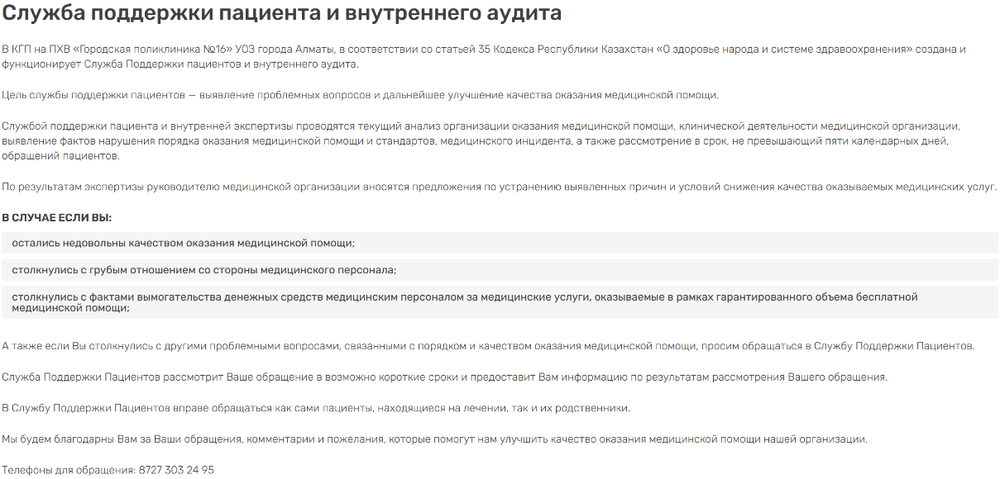 Служба поддержки пациента и внутреннего аудита
В КГП на ПХВ «Городская поликлиника №16» УОЗ города Алматы, в соответствии со статьей 35 Кодекса Республики Казахстан «О здоровье народа и системе здравоохранения» создана и
функционирует Служба Поддержки пациентов и внутреннего аудита.
Цель службы поддержки пациентов — выявление проблемных вопросов и дальнейшее улучшение качества оказания медицинской помощи.
Службой поддержки пациента и внутренней экспертизы проводятся текущий анализ организации оказания медицинской помощи, клинической деятельности медицинской организации,
выявление фактов нарушения порядка оказания медицинской помощи и стандартов, медицинского инцидента, а также рассмотрение в срок, не превышающий пяти календарных дней,
обращений пациентов.
По результатам экспертизы руководителю медицинской организации вносятся предложения по устранению выявленных причин и условий снижения качества оказываемых медицинских услуг.
В СЛУЧАЕ ЕСЛИ ВЫ:
остались недовольны качеством оказания медицинской помощи;
столкнулись с грубым отношением со стороны медицинского персонала;
столкнулись с фактами вымогательства денежных средств медицинским персоналом за медицинские услуги, оказываемые в рамках гарантированного объема бесплатной
медицинской помощи;
А также если Вы столкнулись с другими проблемными вопросами, связанными с порядком и качеством оказания медицинской помощи, просим обращаться в Службу Поддержки Пациентов.
Служба Поддержки Пациентов рассмотрит Ваше обращение в возможно короткие сроки и предоставит Вам информацию по результатам рассмотрения Вашего обращения.
В Службу Поддержки Пациентов вправе обращаться как сами пациенты, находящиеся на лечении, так и их родственники.
Мы будем благодарны Вам за Ваши обращения, комментарии и пожелания, которые помогут нам улучшить качество оказания медицинской помощи нашей организации.
Телефоны для обращения: 8727 303 24 95